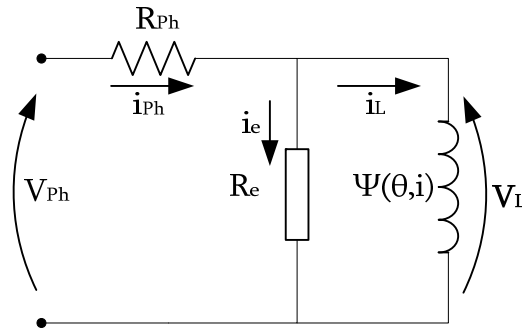 RPh
iPh
ie
iL
VPh
Re
Ψ(θ,i)
vL